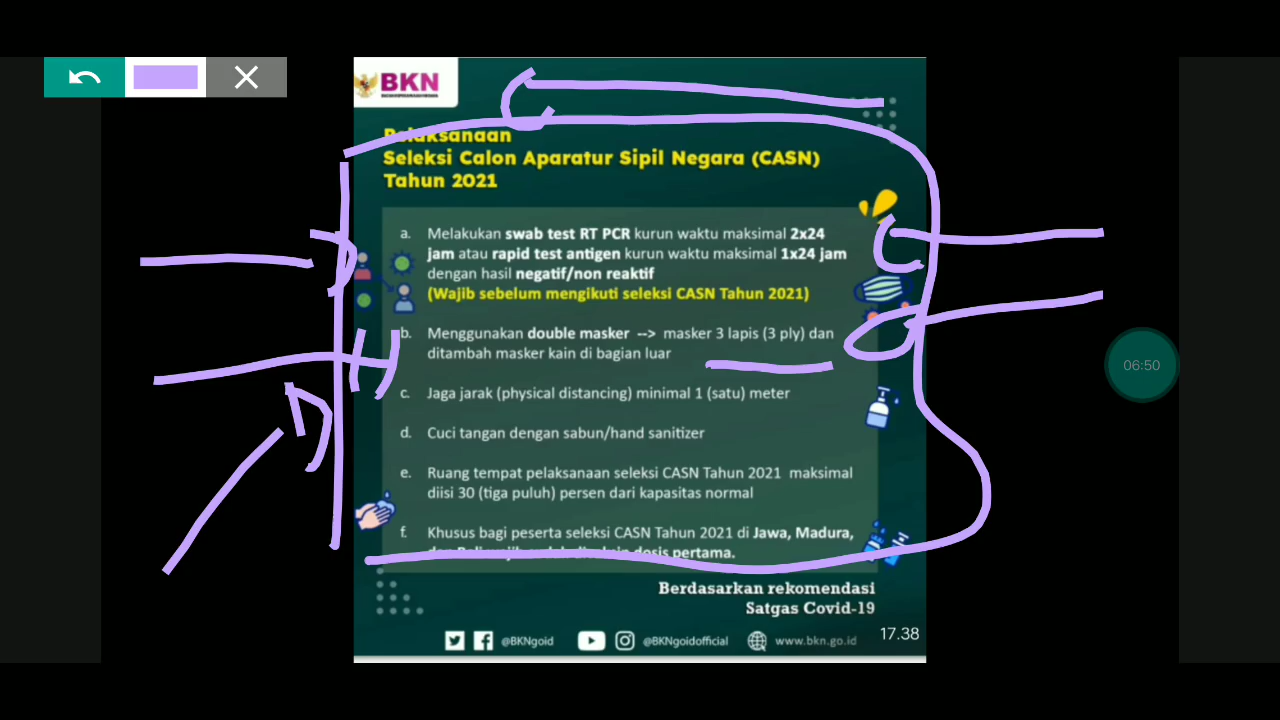 BKN
Pelaksanaan
Seleksi Calon Aparatur Sipil Negara (CASN)
Tahun 2021
a. Melakukan swab test RT PCR kurun waktu maksimal 2x24
jam atau rapid test antigen kurun waktu maksimal 1x24 jam
dengan hasil negatif/non reaktif
(Wajib sebelum mengikuti seleksi CASN Tahun 2021)
b. Menggunakan double masker --> masker 3 lapis (3 ply) dan
ditambah masker kain di bagian luar
c. Jaga jarak (physical distancing) minimal 1 (satu) meter
d. Cuci tangan dengan sabun/hand sanitizer
e. Ruang tempat pelaksanaan seleksi CASN Tahun 2021 maksimal
diisi 30 (tiga puluh) persen dari kapasitas normal
f. Khusus bagi peserta seleksi CASN Tahun 2021 di Jawa, Madura,
dosis pertama.
Berdasarkan rekomendasi
Satgas Covid-19
17.38
@BKNgoid @BKNgoidofficial www.bkn.go.id
06:50